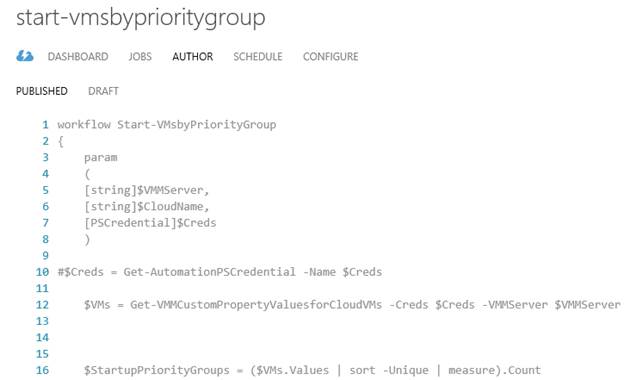 start-vmsbyprioritygroup
DASHBOARD JOBS AUTHOR SCHEDULE CONFIGURE
PUBLISHED DRAFT
1 workflow Start-VMsbyPriorityGroup
2 {
3 param
4 (
5 [string]$VMMServer,
6 [string]$CloudName,
7 [PSCredential]$Creds
8 )
9
10 #$Creds = Get-AutomationPSCredential -Name $Creds
11
12 $VMs = Get-VMMCustomPropertyValuesforCloudVMs -Creds $Creds -VMMServer $VMMServer
13
14
15
16 $StartupPriorityGroups = ($VMs.Values | sort -Unique | measure).Count